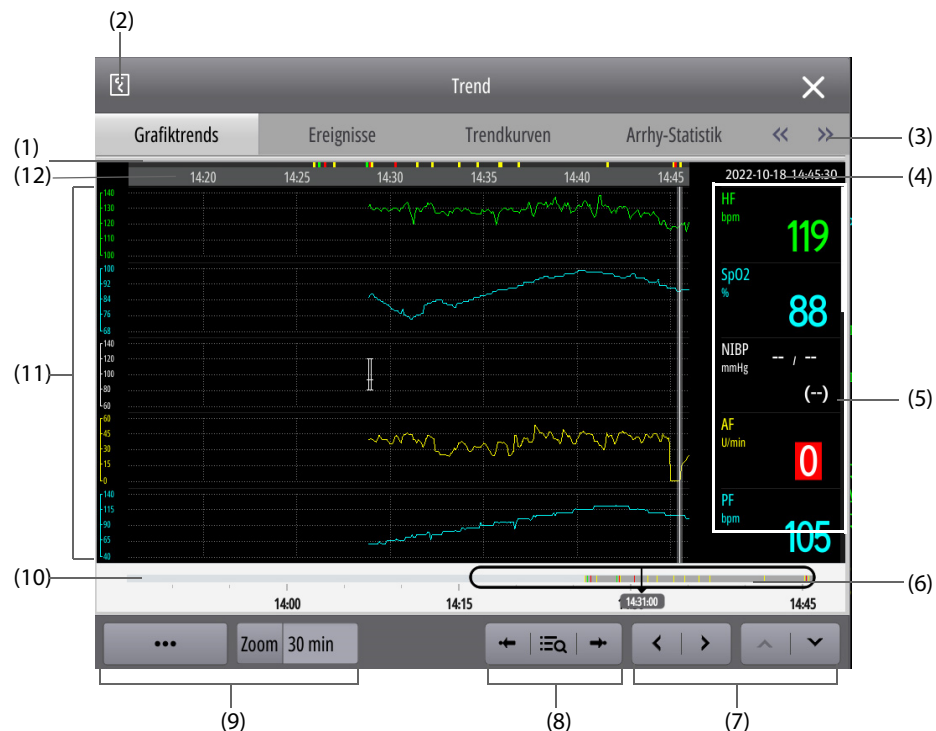 (2)
Trend
Grafiktrends Ereignisse Trendkurven Arrhy-Statistik
(3)
(1)
(12)
14:20 14:25 14:30 14:35 14:40 14:45
2022-10-18 14:45:30
(4)
140
130
120
110
100
HF
bpm
119
100
92
84
76
68
SpO2
%
88
140
120
100
80
60
NIBP
mmHg
-- / --
(--)
(11)
(5)
60
45
30
15
0
AF
U/min
0
140
115
90
65
40
PF
bpm
105
(10)
(6)
14:00 14:15 14:31:00 14:45
Zoom 30 min
(9) (8) (7)